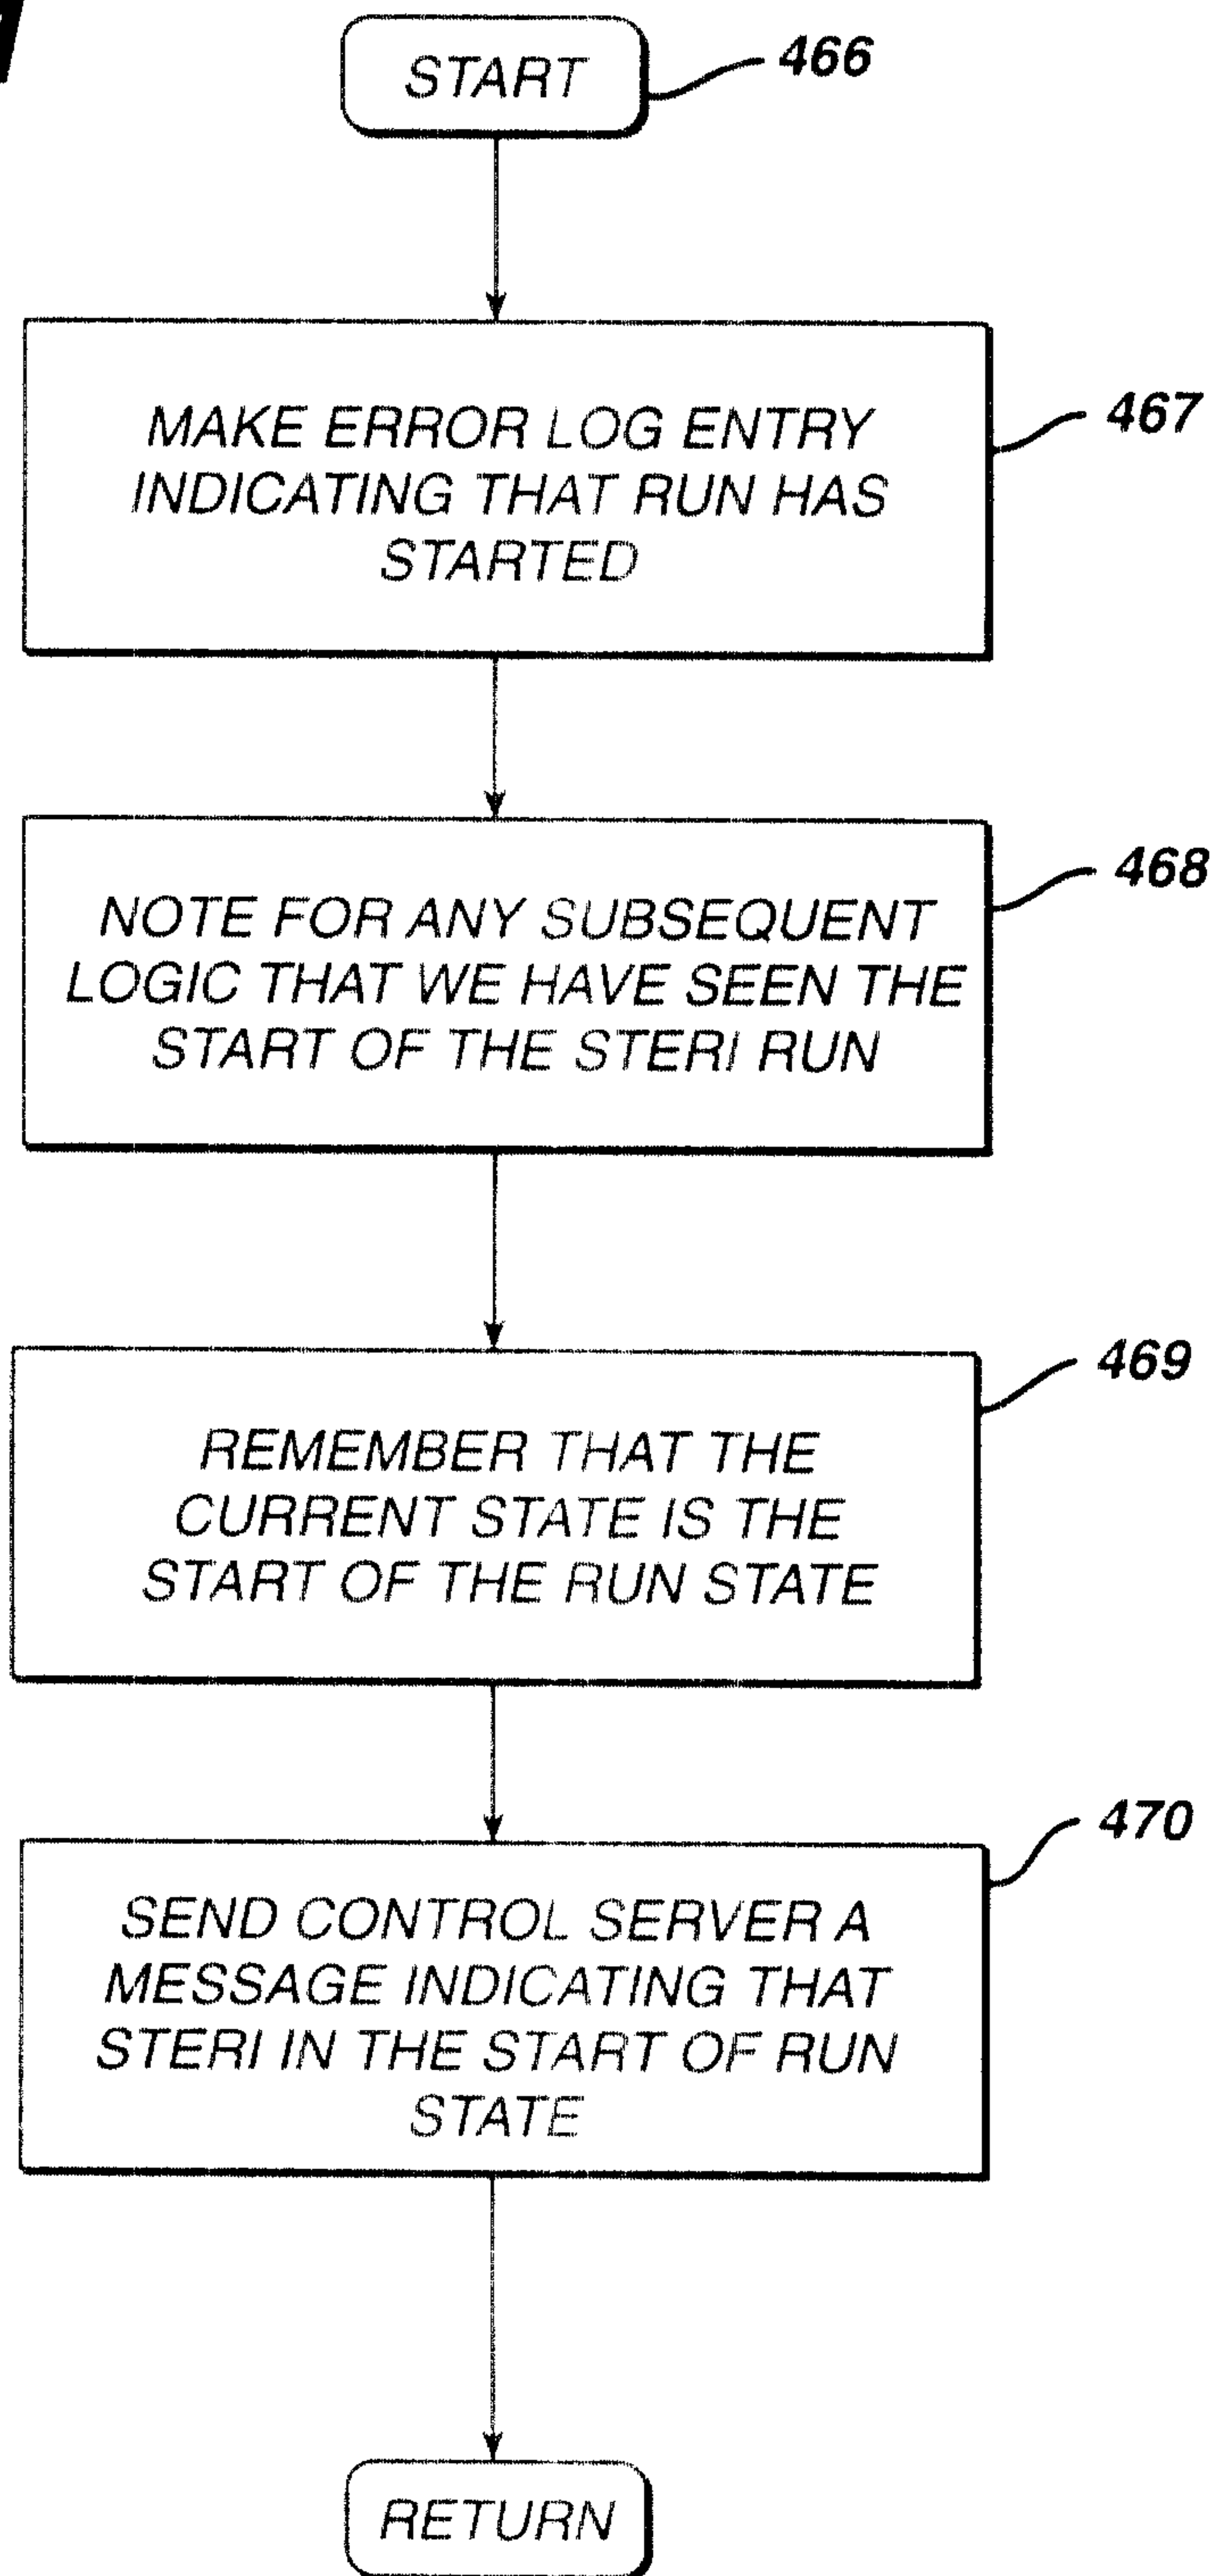 START
466
MAKE ERROR LOG ENTRY
INDICATING THAT RUN HAS
STARTED
467
NOTE FOR ANY SUBSEQUENT
LOGIC THAT WE HAVE SEEN THE
START OF THE STERI RUN
468
REMEMBER THAT THE
CURRENT STATE IS THE
START OF THE RUN STATE
469
SEND CONTROL SERVER A
MESSAGE INDICATING THAT
STERI IN THE START OF RUN
STATE
470
RETURN